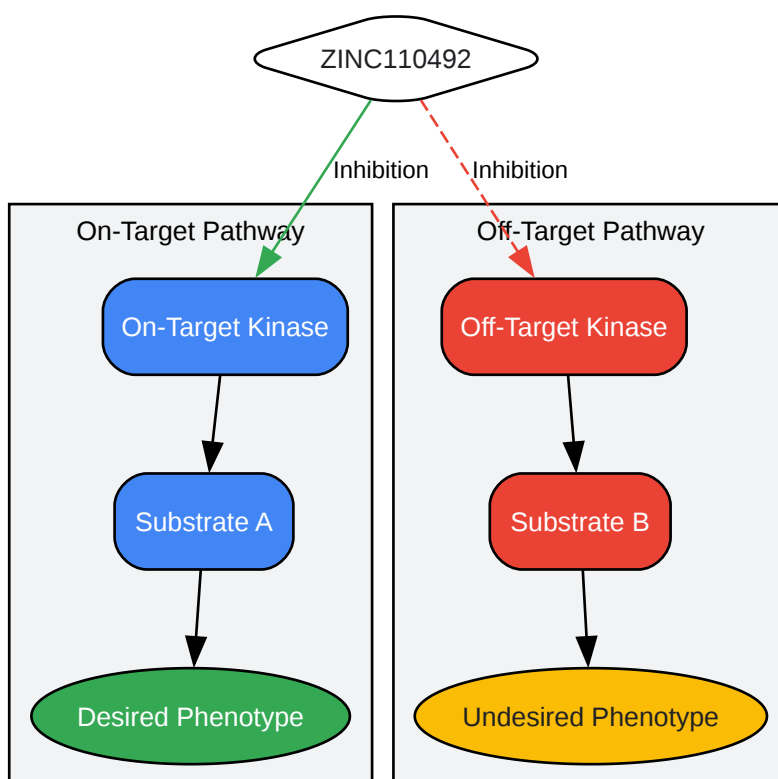 ZINC110492
Inhibition
Inhibition
On-Target Pathway
Off-Target Pathway
On-Target Kinase
Off-Target Kinase
Substrate A
Substrate B
Desired Phenotype
Undesired Phenotype